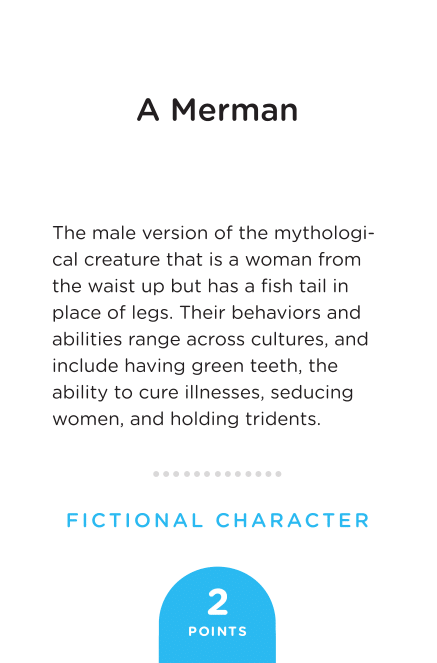 A Merman
The male version of the mythologi-
cal creature that is a woman from
the waist up but has a fish tail in
place of legs. Their behaviors and
abilities range across cultures, and
include having green teeth, the
ability to cure illnesses, seducing
women, and holding tridents.
FICTIONAL CHARACTER
2
POINTS